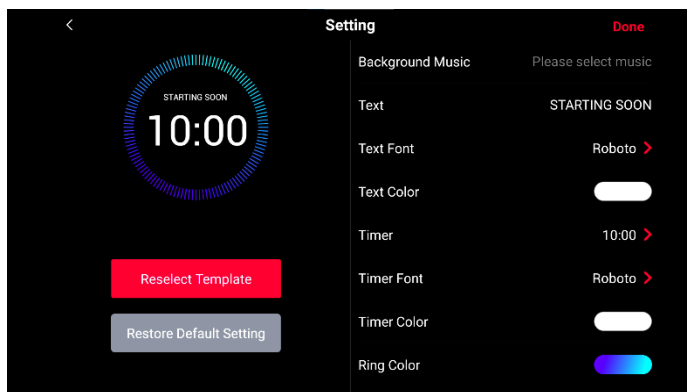 Setting
Done
STARTING SOON
10:00
Reselect Template
Restore Default Setting
Background Music Please select music
Text STARTING SOON
Text Font Roboto
Text Color
Timer 10:00
Timer Font Roboto
Timer Color
Ring Color